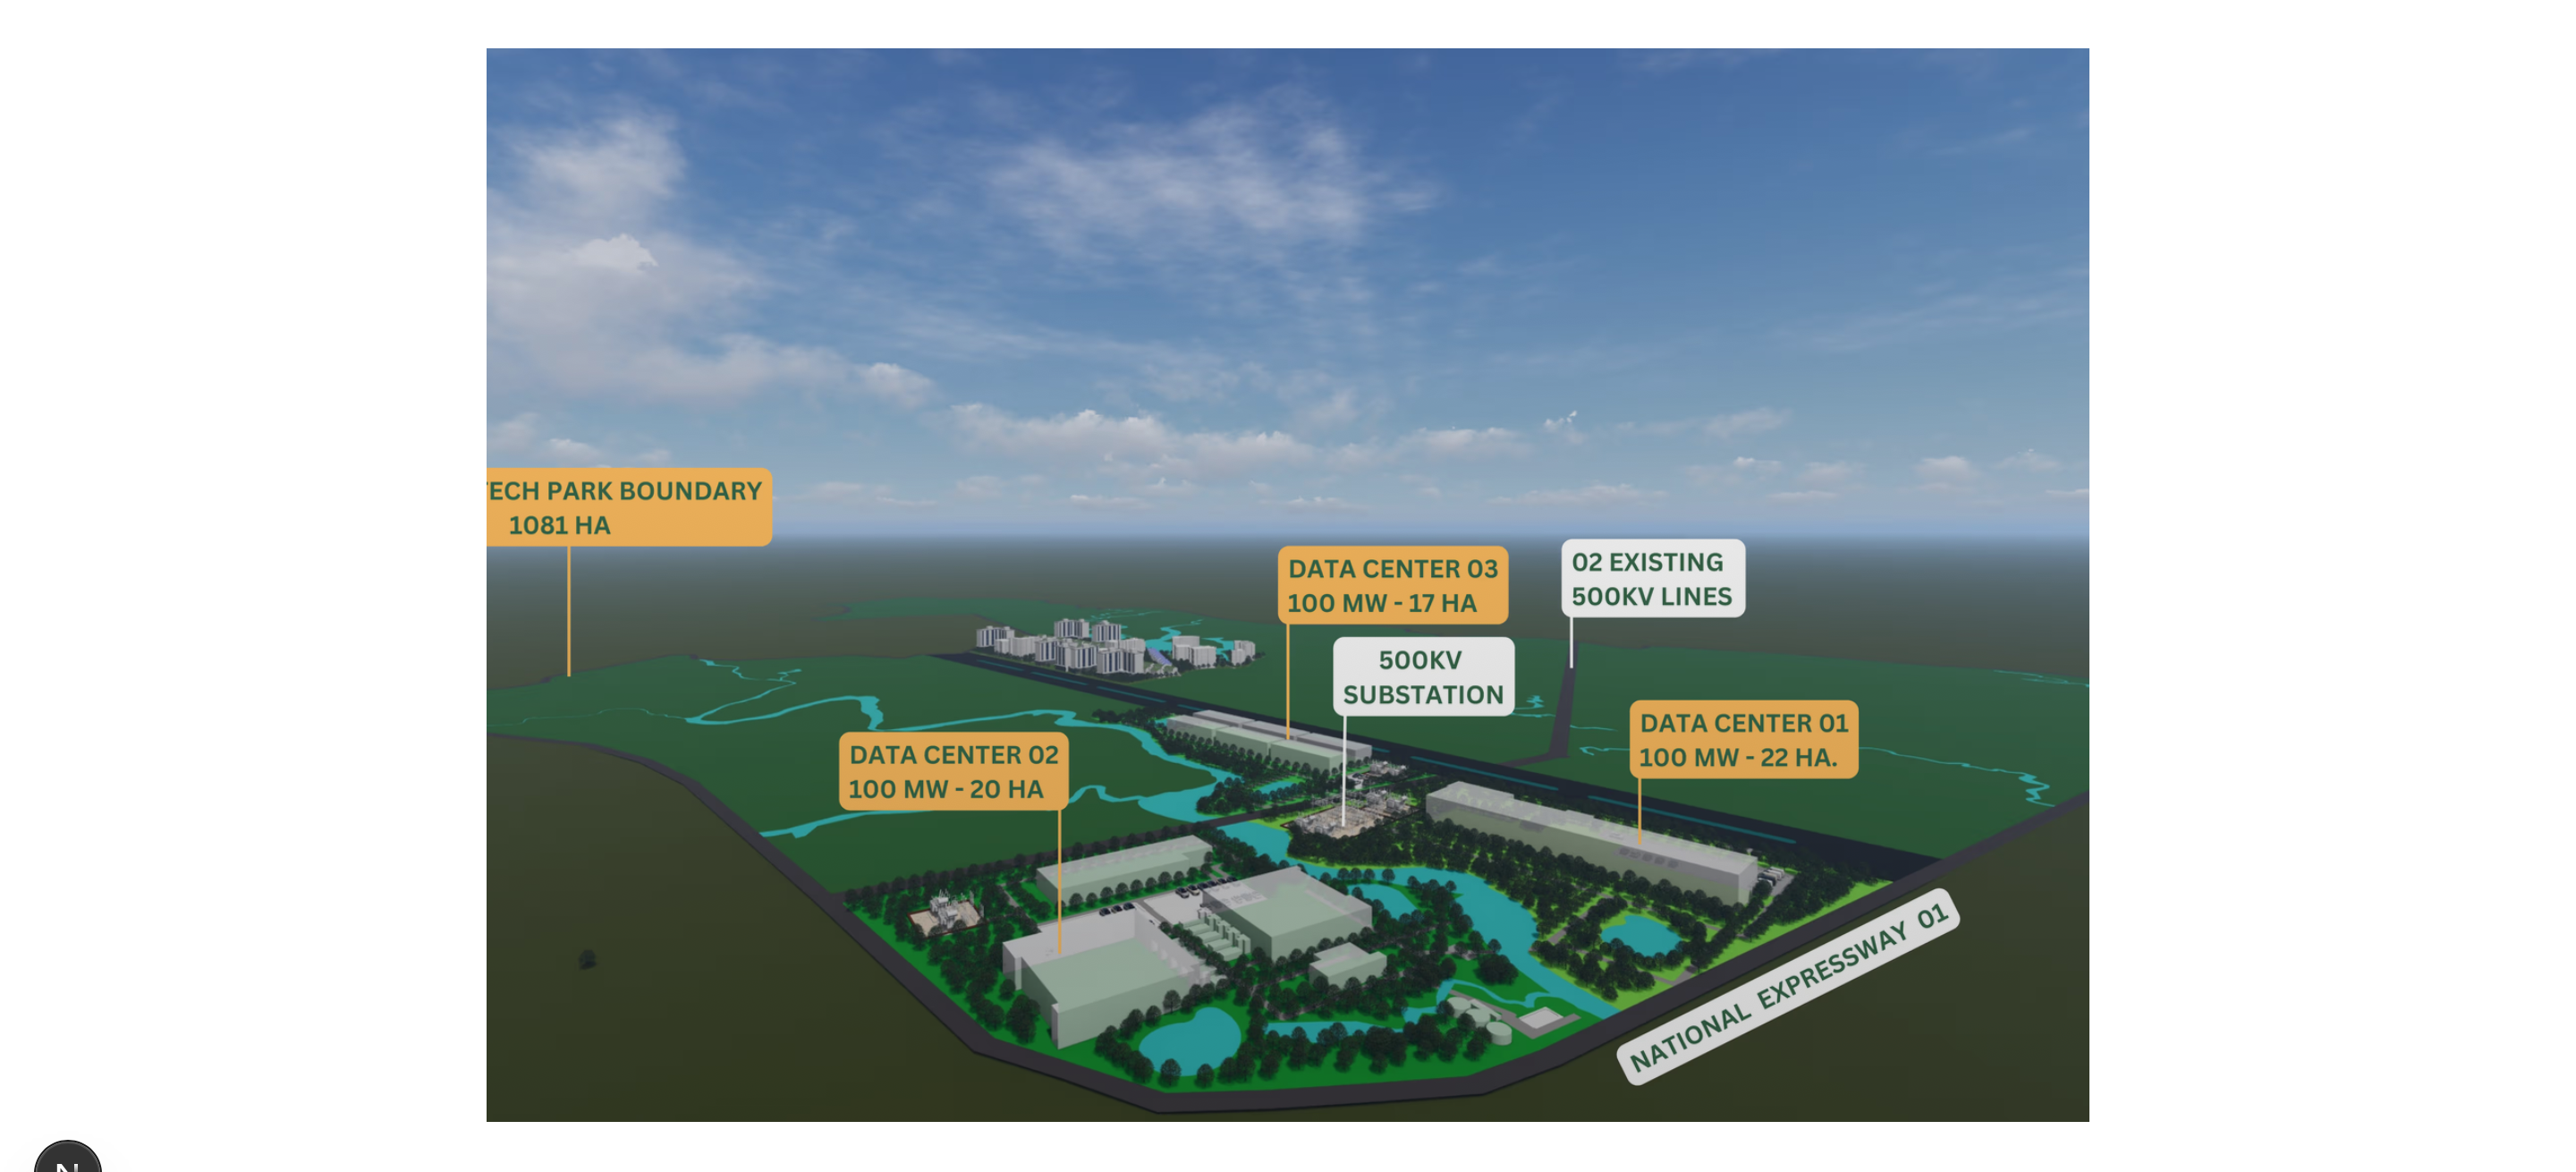 TECH PARK BOUNDARY
1081 HA
02 EXISTING
500KV LINES
DATA CENTER 03
100 MW - 17 HA
500KV
SUBSTATION
DATA CENTER 01
100 MW - 22 HA.
DATA CENTER 02
100 MW - 20 HA
NATIONAL EXPRESSWAY 01
N